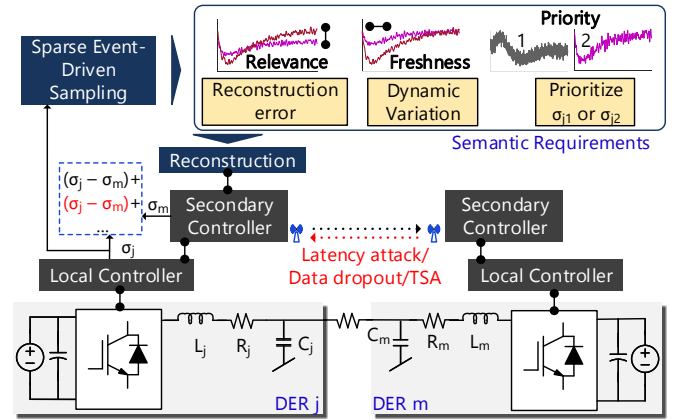 Sparse Event-
Driven
Sampling
Relevance
Freshness
Priority
1
2
Reconstruction
error
Dynamic
Variation
Prioritize
σj1 or σj2
Semantic Requirements
Reconstruction
(σj – σm)+
(σj – σm)+
...
σm
σj
Secondary
Controller
Secondary
Controller
Latency attack/
Data dropout/TSA
Local Controller
Local Controller
Lj
Rj
Cj
Cm
Rm
Lm
DER j
DER m